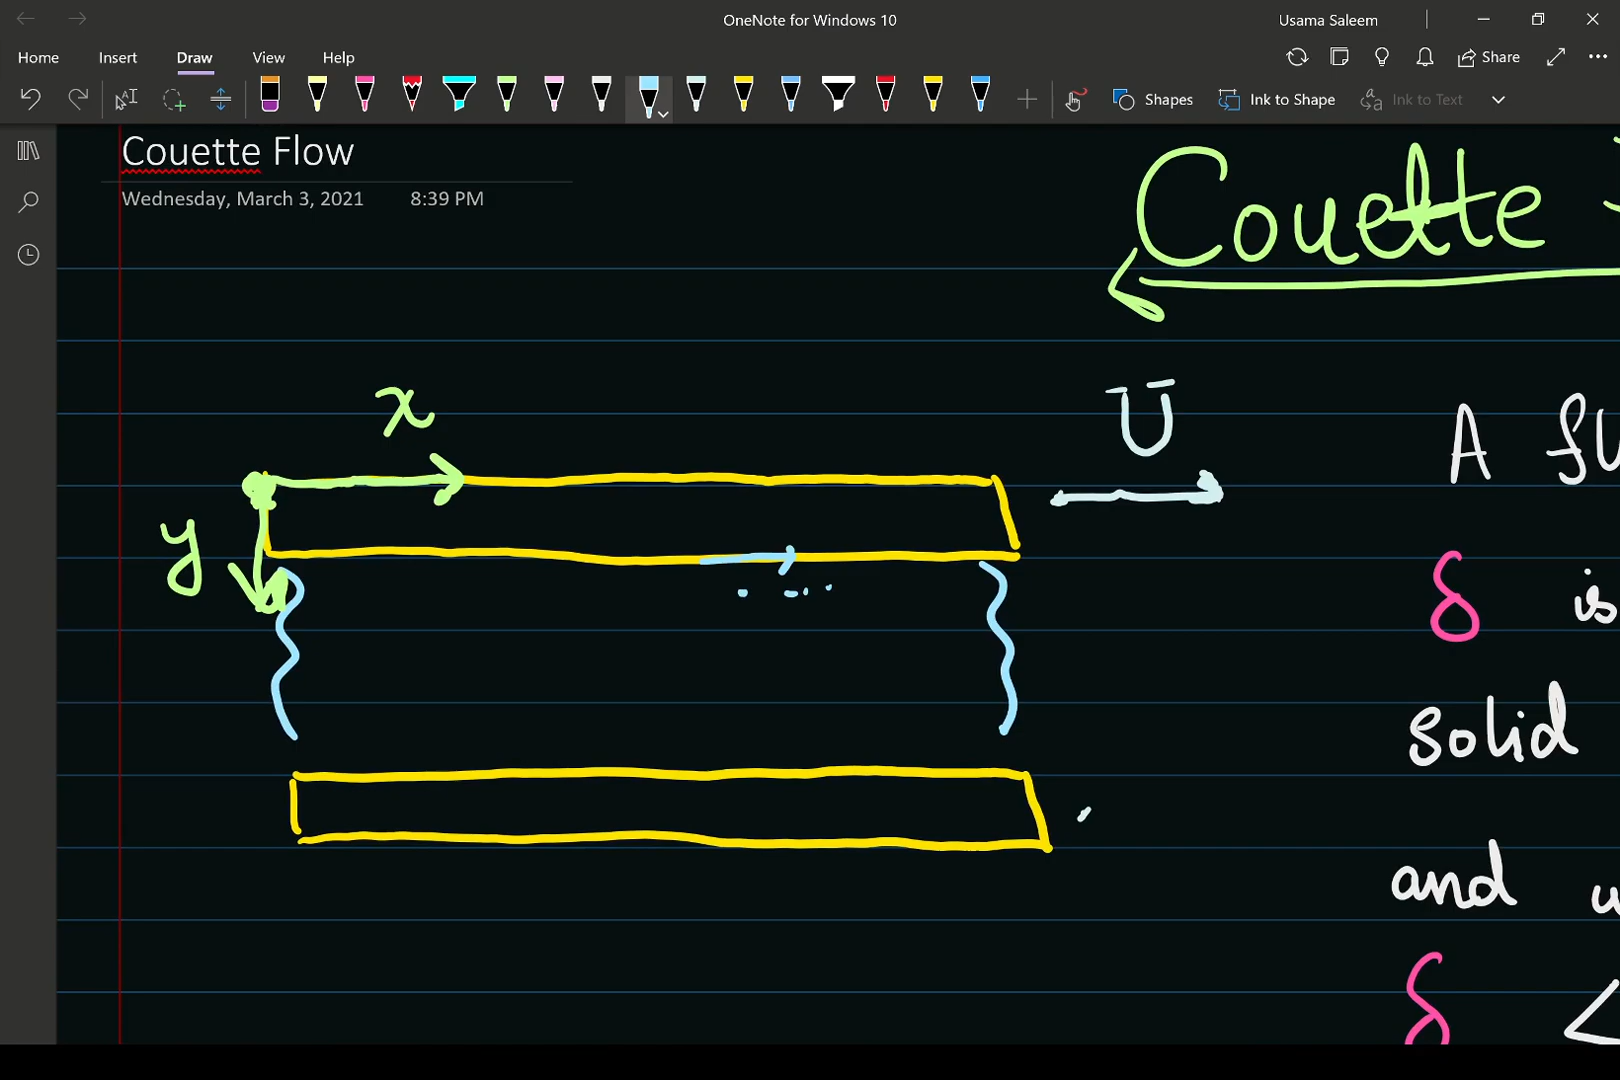 OneNote for Windows 10
Usama Saleem
Home Insert Draw View Help
Share
Shapes Ink to Shape Ink to Text
Couette Flow
Wednesday, March 3, 2021 8:39 PM
Couette
x
U
A
y
δ is
solid
and
δ <